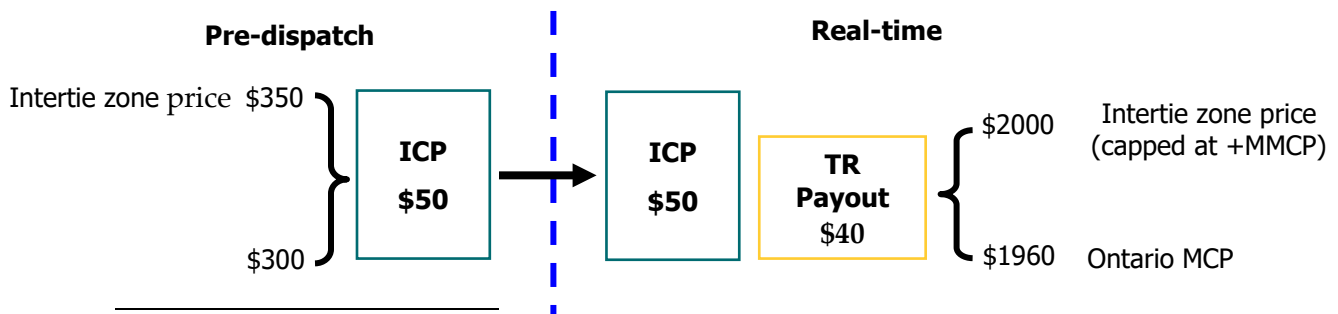 Pre-dispatch
Real-time
Intertie zone price $350
$300
ICP
$50
ICP
$50
TR
Payout
$40
$2000
Intertie zone price
(capped at +MMCP)
$1960 Ontario MCP